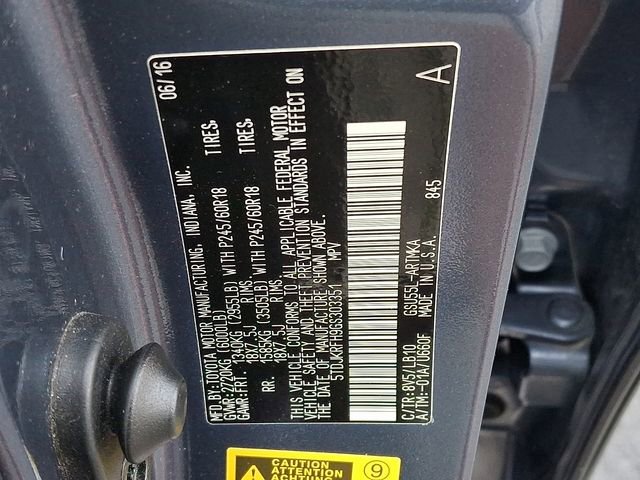 MFD.BY:TOYOTA MOTOR MANUFACTURING, INDIANA, INC. 06/16
GVWR:2720KG (6000LB)
GAWR:FRT. 1340KG (2955LB) WITH P245/60R18 TIRES,
18X7.5J RIMS
RR. 1585KG (3505LB) WITH P245/60R18 TIRES,
18X7.5J RIMS
THIS VEHICLE CONFORMS TO ALL APPLICABLE FEDERAL MOTOR
VEHICLE SAFETY AND THEFT PREVENTION STANDARDS IN EFFECT ON
THE DATE OF MANUFACTURE SHOWN ABOVE.
MPV
C/TR:8V5/LB10 GSU55L-ARTMKA 845 A
A/TM:-01A/U660F MADE IN U.S.A.
CAUTION
ACHTUNG
ATTENTION
9